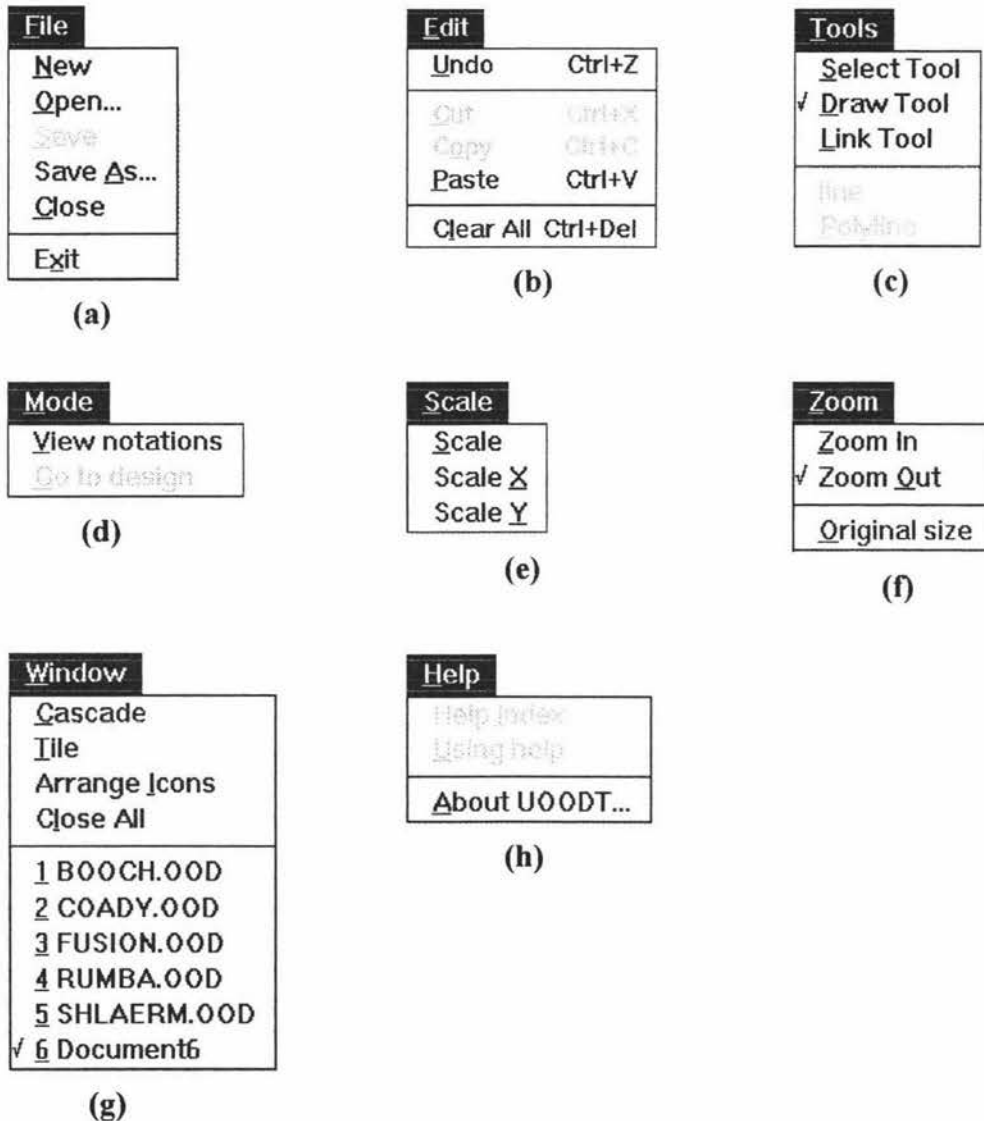 File
New
Open...
Save
Save As...
Close
Exit
(a)
Edit
Undo Ctrl+Z
Cut Ctrl+X
Copy Ctrl+C
Paste Ctrl+V
Clear All Ctrl+Del
(b)
Tools
Select Tool
√ Draw Tool
Link Tool
line
Polyline
(c)
Mode
View notations
Go to design
(d)
Scale
Scale
Scale X
Scale Y
(e)
Zoom
Zoom In
√ Zoom Out
Original size
(f)
Window
Cascade
Tile
Arrange Icons
Close All
1 BOOCH.OOD
2 COADY.OOD
3 FUSION.OOD
4 RUMBA.OOD
5 SHLAERM.OOD
√ 6 Document6
(g)
Help
Help Index
Using help
About UOODT...
(h)